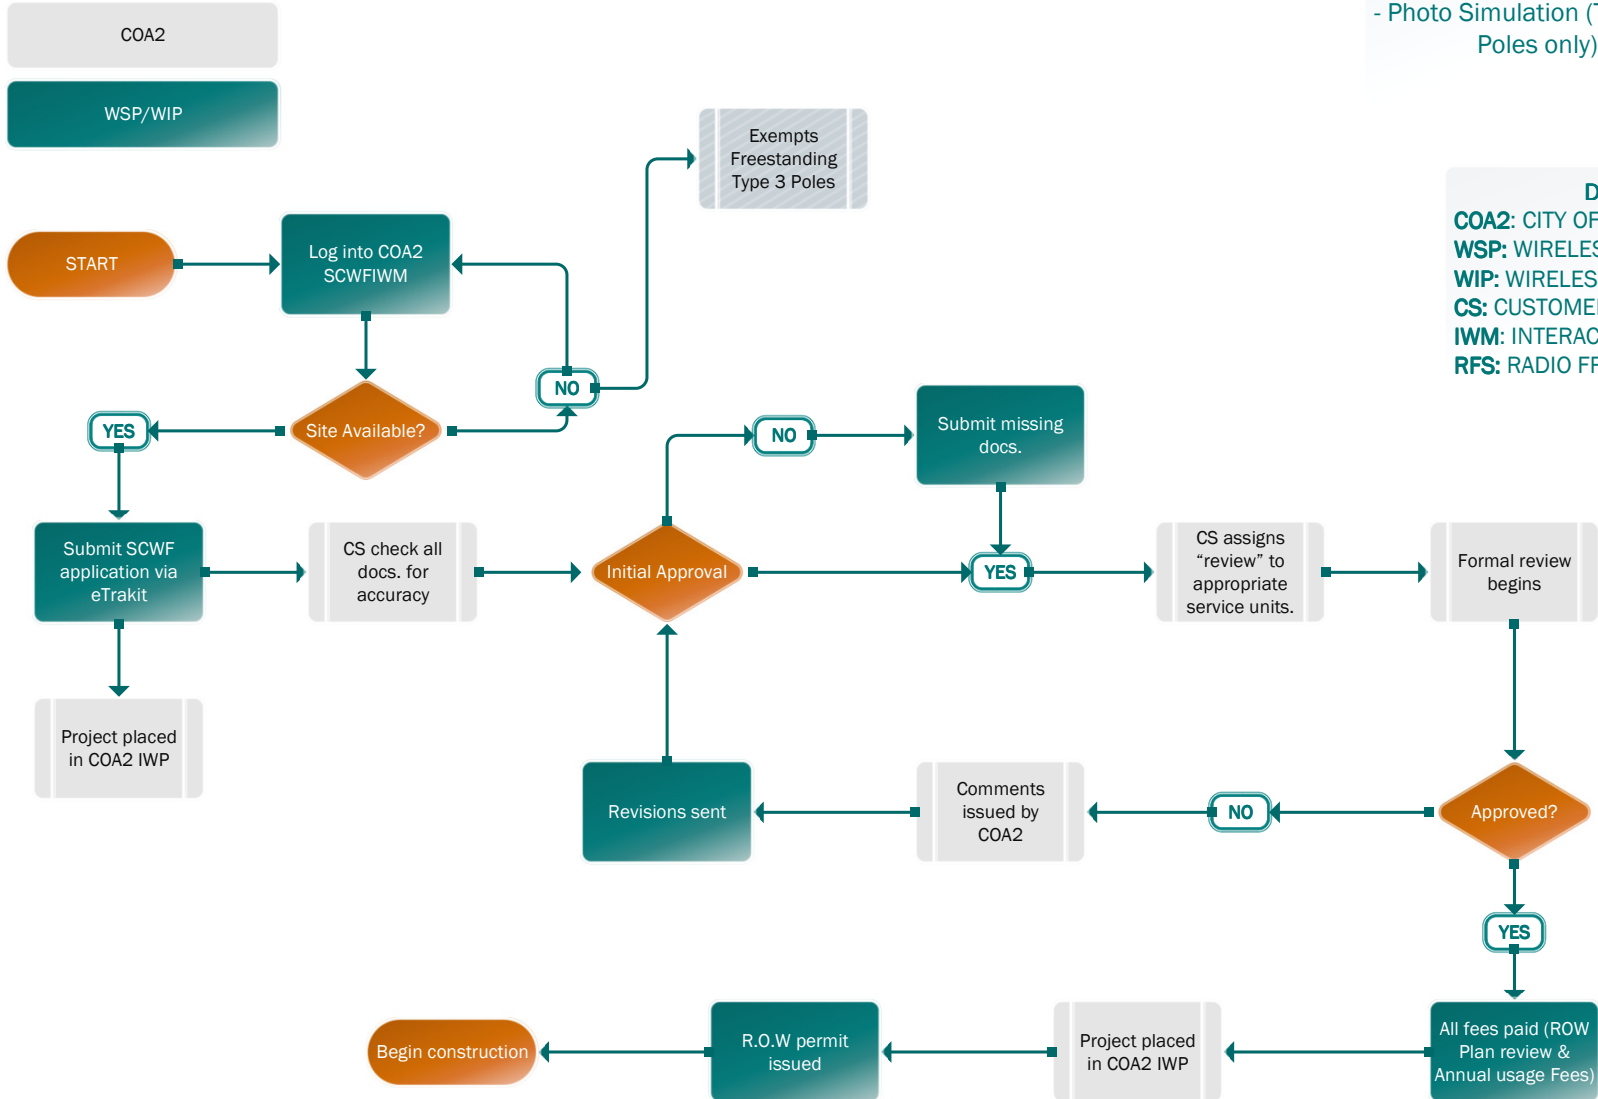 COA2
WSP/WIP
- Photo Simulation (T
Poles only)
Exempts
Freestanding
Type 3 Poles
D
COA2: CITY OF
WSP: WIRELES
WIP: WIRELES
CS: CUSTOME
IWM: INTERAC
RFS: RADIO FR
START
Log into COA2
SCWFIWM
NO
YES
Site Available?
NO
Submit missing
docs.
Submit SCWF
application via
eTrakit
CS check all
docs. for
accuracy
Initial Approval
YES
CS assigns
“review” to
appropriate
service units.
Formal review
begins
Project placed
in COA2 IWP
Revisions sent
Comments
issued by
COA2
NO
Approved?
YES
Begin construction
R.O.W permit
issued
Project placed
in COA2 IWP
All fees paid (ROW
Plan review &
Annual usage Fees)